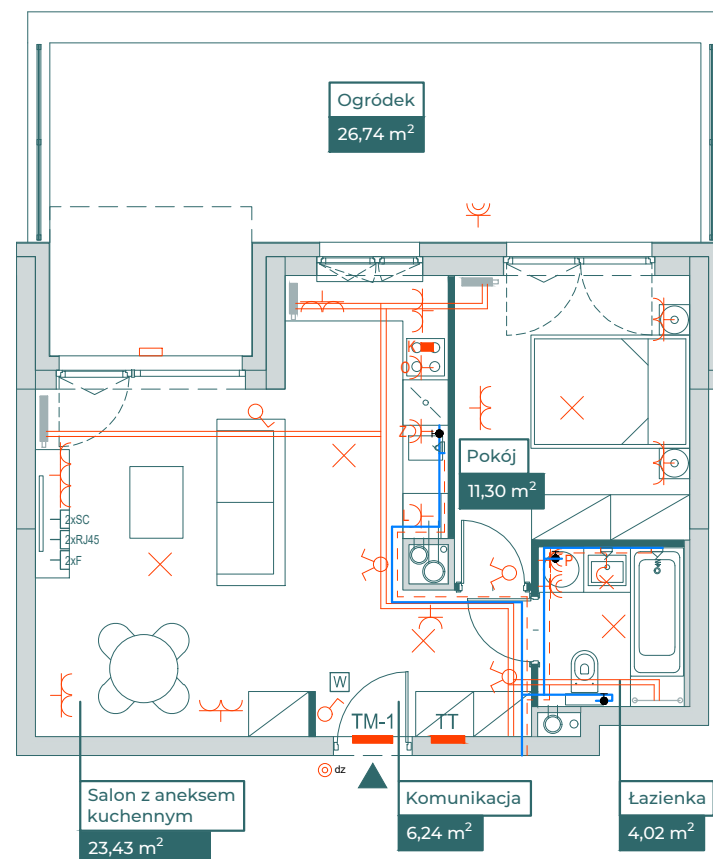 Ogródek
26,74 m²
K
O
Z
Pokój
11,30 m²
L
2xSC
2xRJ45
2xF
P
W
TM-1
TT
dz
Salon z aneksem
kuchennym
23,43 m²
Komunikacja
6,24 m²
Łazienka
4,02 m²